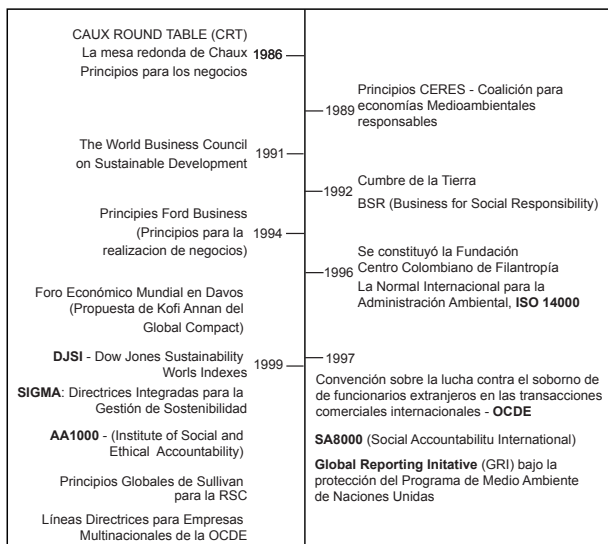 CAUX ROUND TABLE (CRT)
La mesa redonda de Chaux
Principios para los negocios
1986
1989
Principios CERES - Coalición para
economías Medioambientales
responsables
The World Business Council
on Sustainable Development
1991
1992
Cumbre de la Tierra
BSR (Business for Social Responsibility)
Principies Ford Business
(Principios para la
realizacion de negocios)
1994
1996
Se constituyó la Fundación
Centro Colombiano de Filantropía
La Normal Internacional para la
Administración Ambiental, ISO 14000
Foro Económico Mundial en Davos
(Propuesta de Kofi Annan del
Global Compact)
DJSI - Dow Jones Sustainability
Worls Indexes
1999
SIGMA: Directrices Integradas para la
Gestión de Sostenibilidad
AA1000 - (Institute of Social and
Ethical Accountability)
Principios Globales de Sullivan
para la RSC
Líneas Directrices para Empresas
Multinacionales de la OCDE
1997
Convención sobre la lucha contra el soborno de
de funcionarios extranjeros en las transacciones
comerciales internacionales - OCDE
SA8000 (Social Accountabilitu International)
Global Reporting Initative (GRI) bajo la
protección del Programa de Medio Ambiente
de Naciones Unidas